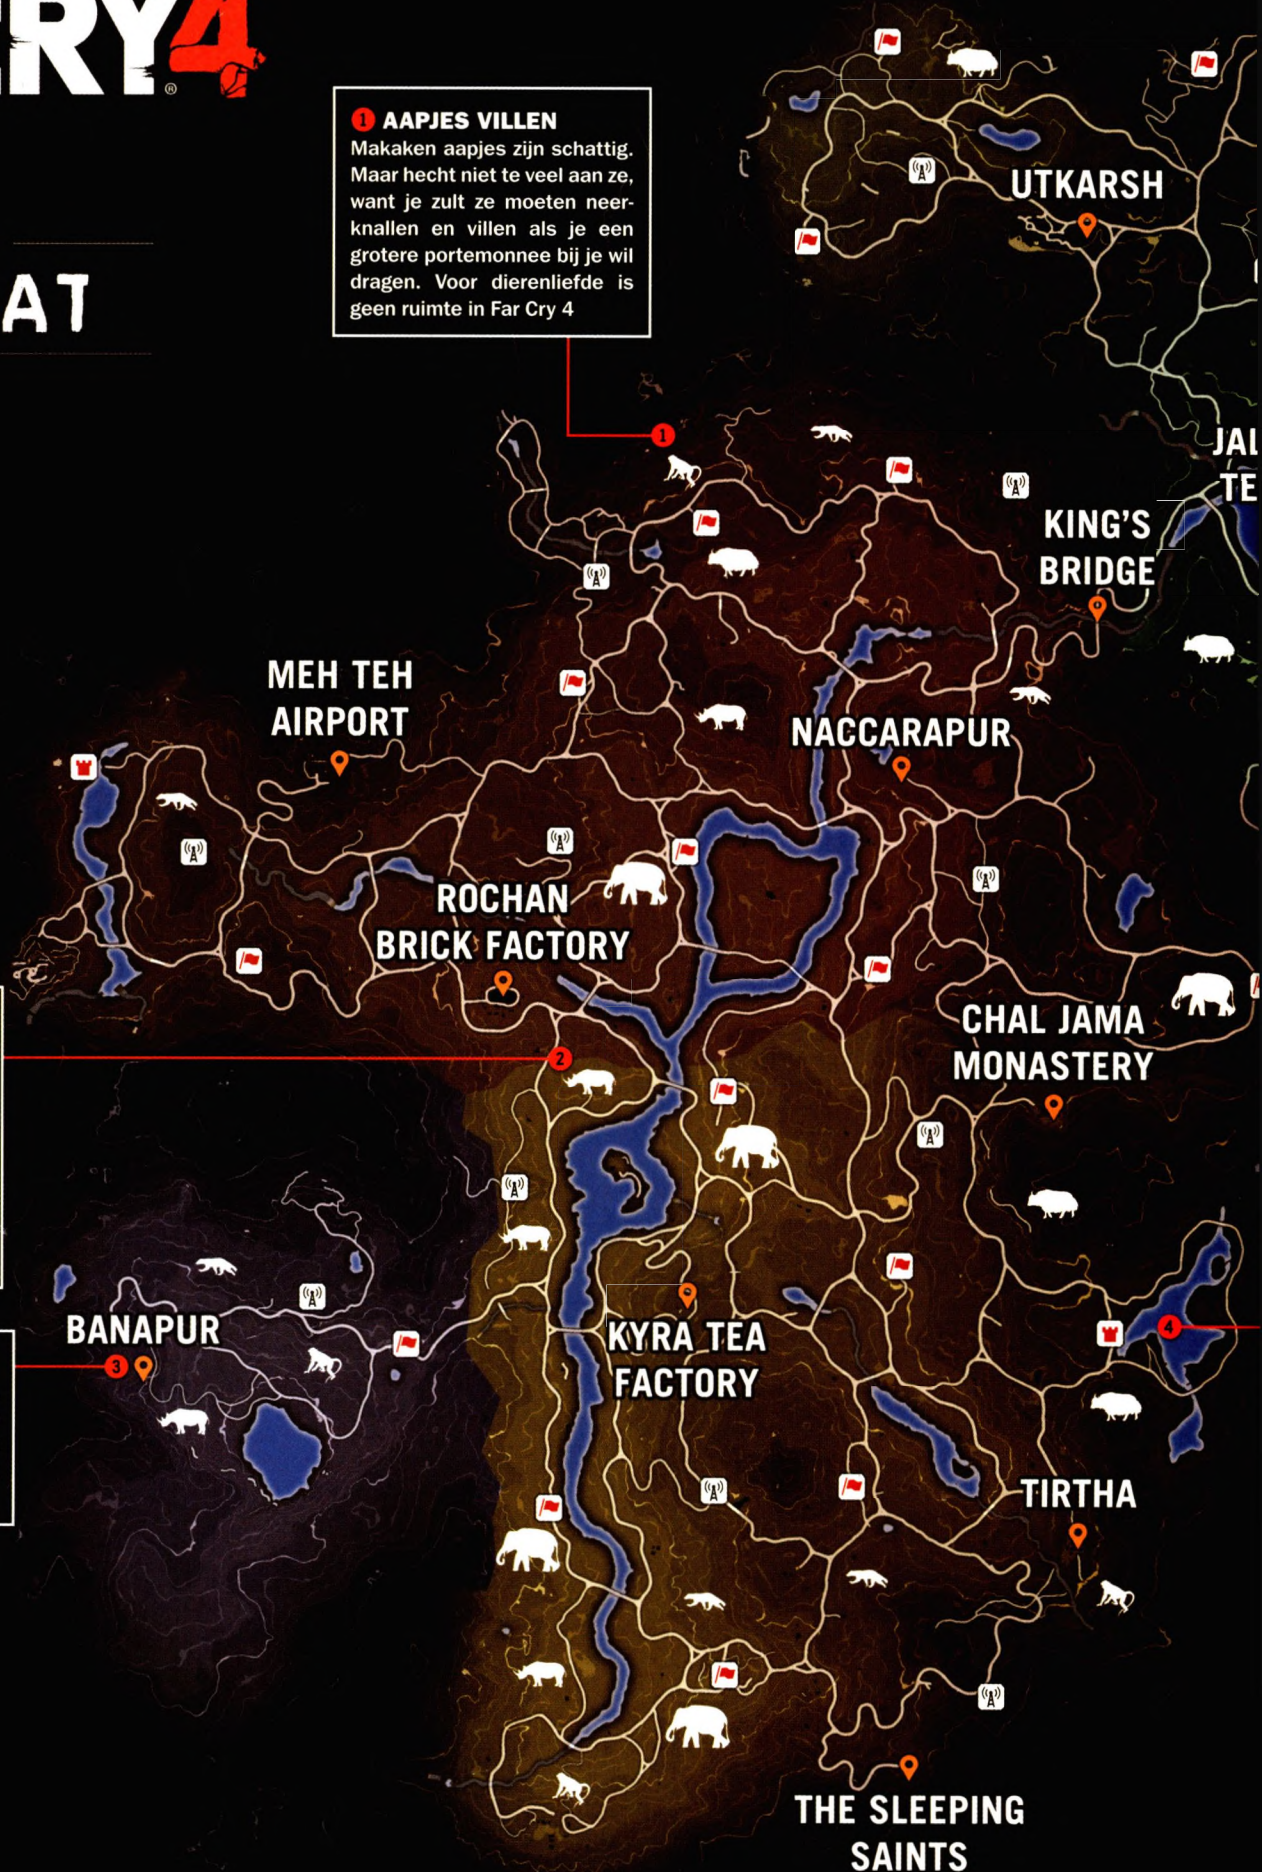 CRY4
®
AT
1 AAPJES VILLEN
Makaken aapjes zijn schattig.
Maar hecht niet te veel aan ze,
want je zult ze moeten neer-
knallen en villen als je een
grotere portemonnee bij je wil
dragen. Voor dierenliefde is
geen ruimte in Far Cry 4
UTKARSH
1
JAL
TE
KING'S
BRIDGE
MEH TEH
AIRPORT
NACCARAPUR
ROCHAN
BRICK FACTORY
CHAL JAMA
MONASTERY
2
BANAPUR
3
KYRA TEA
FACTORY
4
TIRTHA
THE SLEEPING
SAINTS